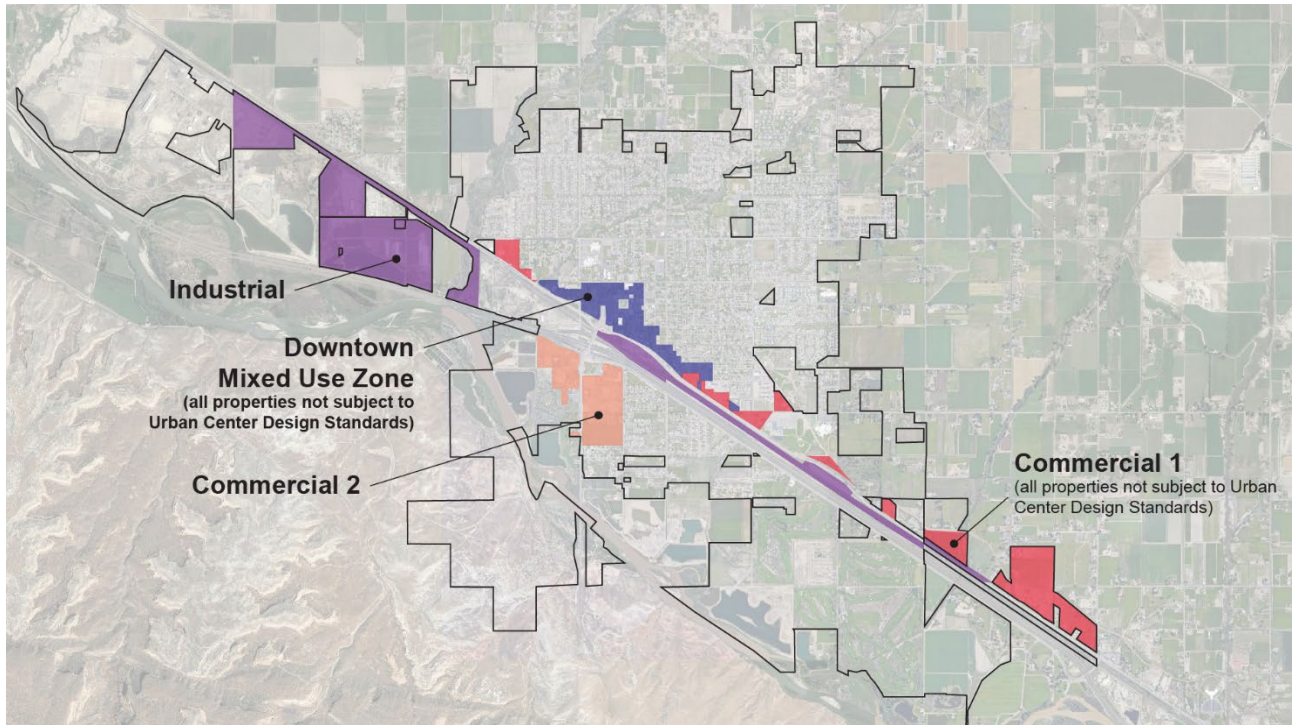 Industrial
Downtown
Mixed Use Zone
(all properties not subject to
Urban Center Design Standards)
Commercial 2
Commercial 1
(all properties not subject to Urban
Center Design Standards)